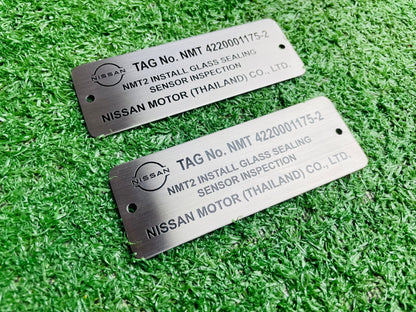 NISSAN
TAG No. NMT 4220001175-2
NMT2 INSTALL GLASS SEALING
SENSOR INSPECTION
NISSAN MOTOR (THAILAND) CO., LTD.
NISSAN
TAG No. NMT 4220001175-2
NMT2 INSTALL GLASS SEALING
SENSOR INSPECTION
NISSAN MOTOR (THAILAND) CO., LTD.